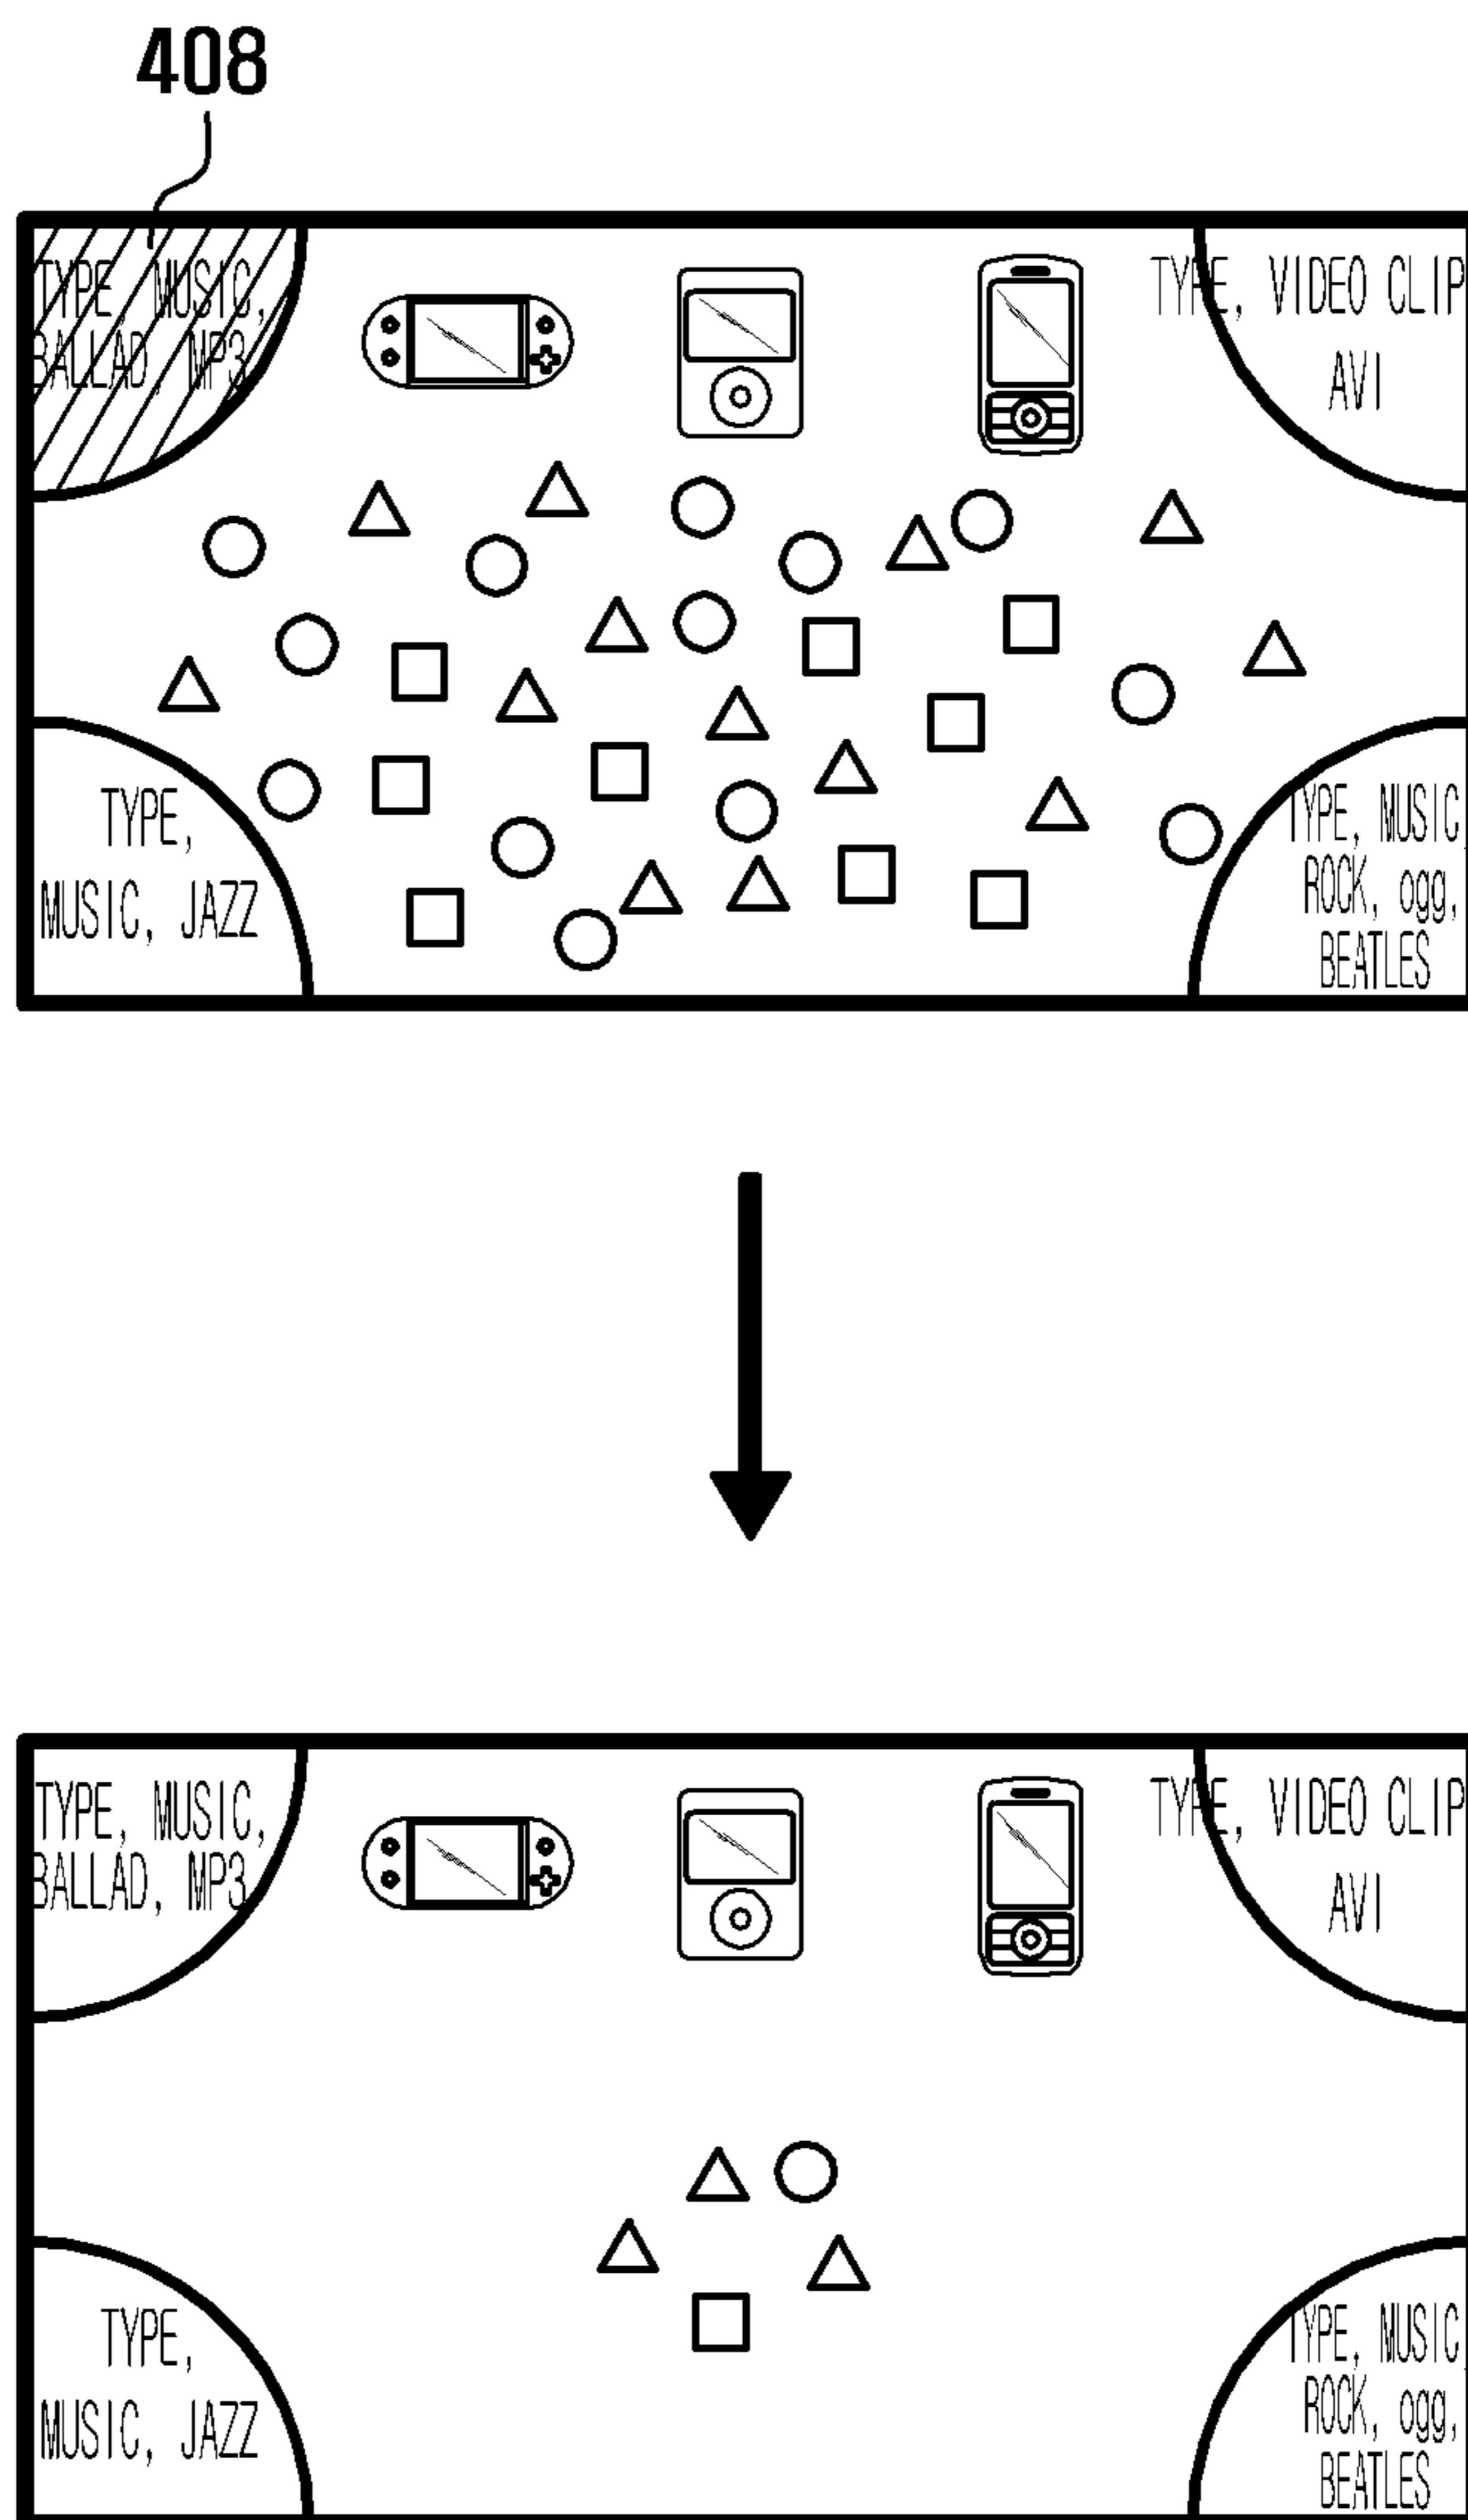 408
TYPE, MUSIC,
BALLAD, MP3
TYPE, VIDEO CLIP
AVI
TYPE,
MUSIC, JAZZ
TYPE, MUSIC
ROCK, ogg,
BEATLES
TYPE, MUSIC,
BALLAD, MP3
TYPE, VIDEO CLIP
AVI
TYPE,
MUSIC, JAZZ
TYPE, MUSIC
ROCK, ogg,
BEATLES